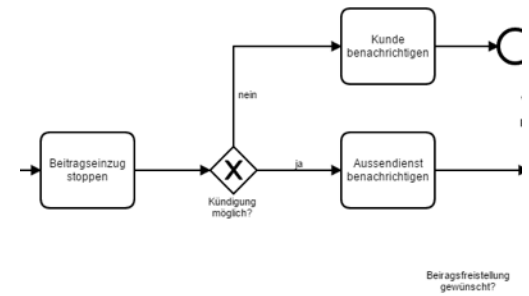 Kunde
benachrichtigen
nein
Beitragseinzug
stoppen
X
ja
Aussendienst
benachrichtigen
Kündigung
möglich?
Beiragsfreistellung
gewünscht?